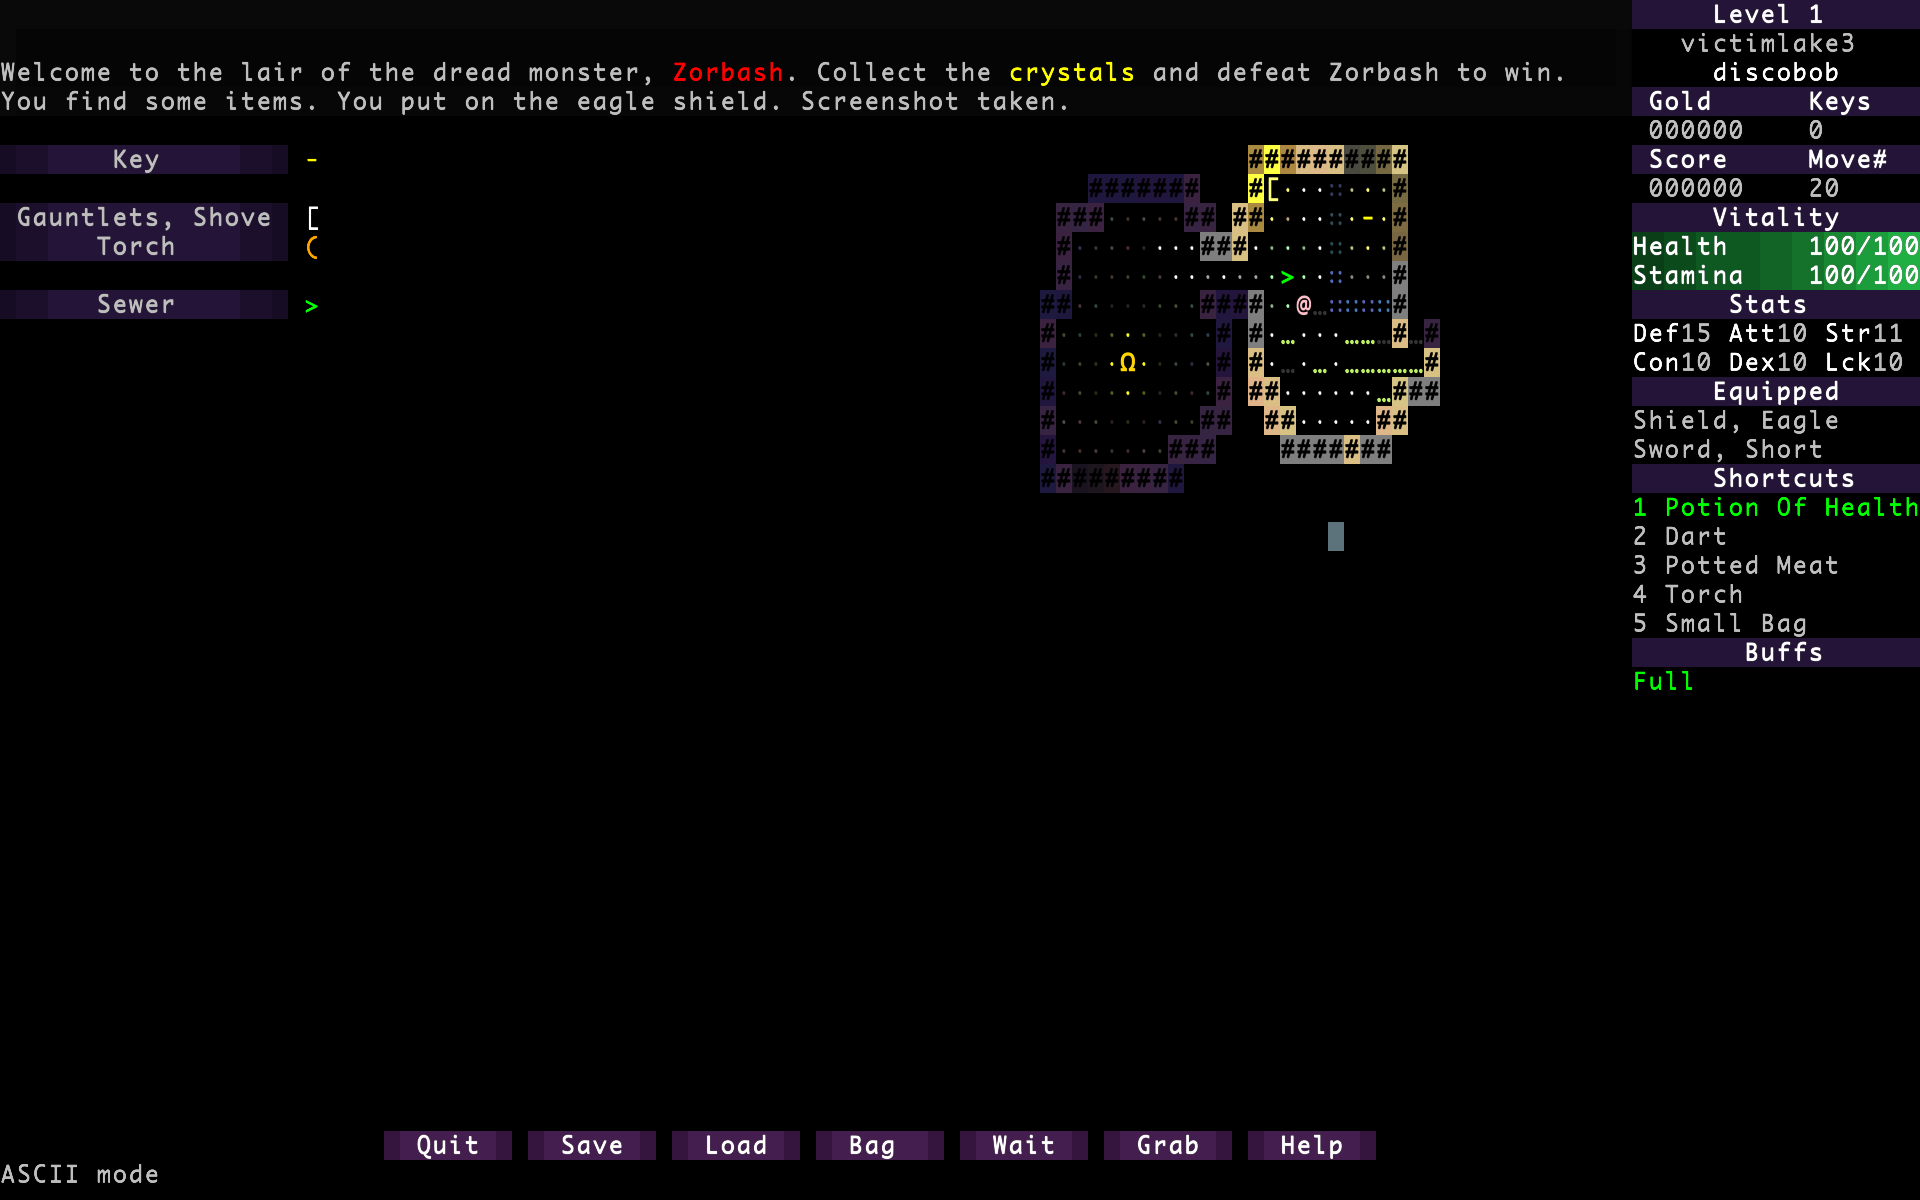 Welcome to the lair of the dread monster, Zorbash. Collect the crystals and defeat Zorbash to win.
You find some items. You put on the eagle shield. Screenshot taken.
Key -
Gauntlets, Shove [
Torch (
Sewer >
Level 1
victimlake3
discobob
Gold Keys
000000 0
Score Move#
000000 20
Vitality
Health 100/100
Stamina 100/100
Stats
Def15 Att10 Str11
Con10 Dex10 Lck10
Equipped
Shield, Eagle
Sword, Short
Shortcuts
1 Potion Of Health
2 Dart
3 Potted Meat
4 Torch
5 Small Bag
Buffs
Full
Quit Save Load Bag Wait Grab Help
ASCII mode